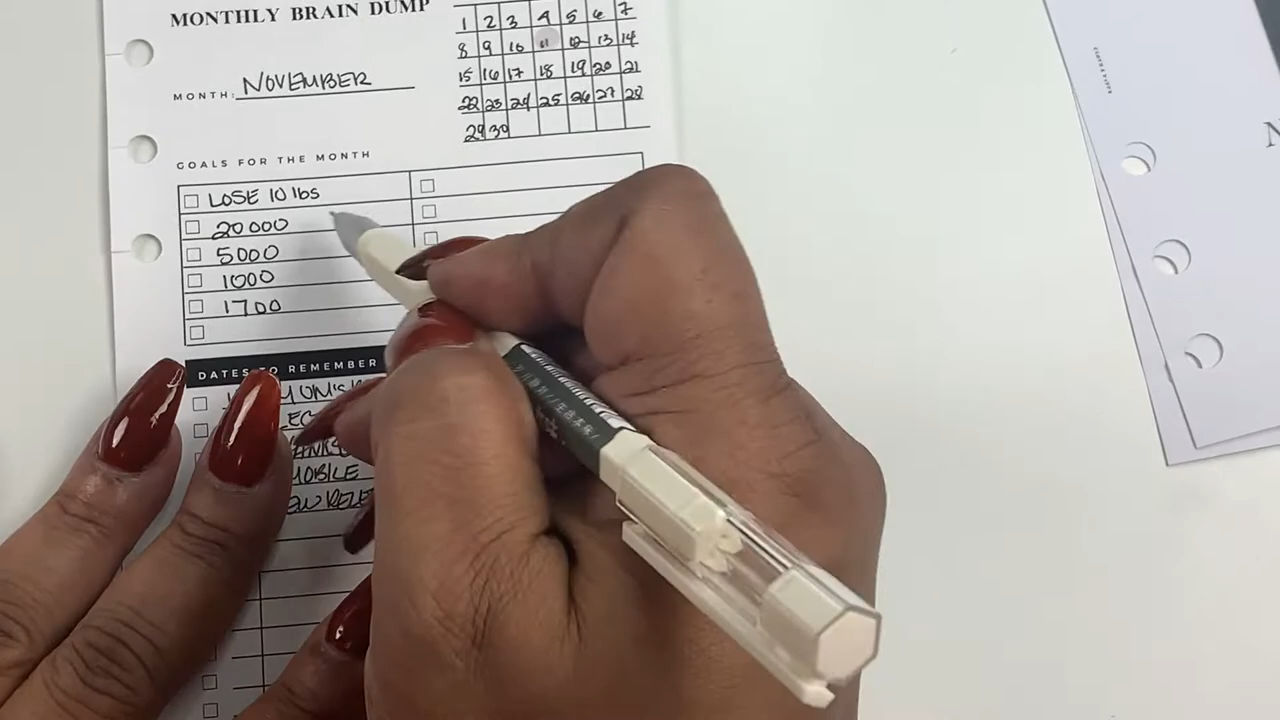 MONTHLY BRAIN DUMP
MONTH: NOVEMBER
1 2 3 4 5 6 7
8 9 10 11 12 13 14
15 16 17 18 19 20 21
22 23 24 25 26 27 28
29 30
GOALS FOR THE MONTH
LOSE 10 lbs
20000
5000
1000
1700
DATES TO REMEMBER
MOBILE